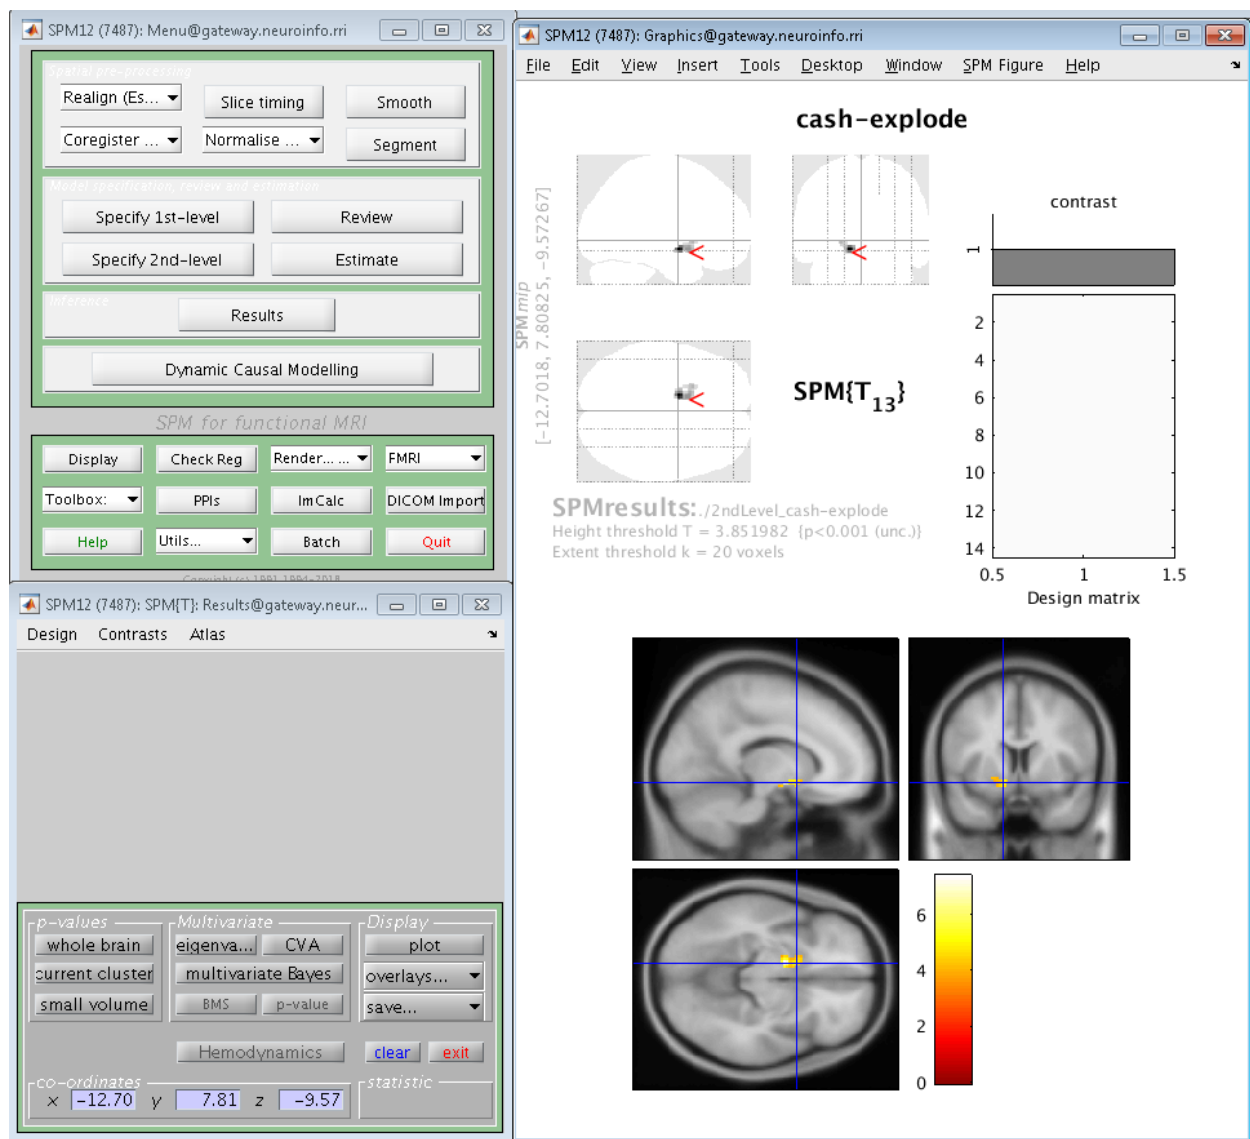 SPM12 (7487): Menu@gateway.neuroinfo.rri
Spatial pre-processing
Realign (Es...
Slice timing
Smooth
Coregister ...
Normalise ...
Segment
Model specification, review and estimation
Specify 1st-level
Review
Specify 2nd-level
Estimate
Inference
Results
Dynamic Causal Modelling
SPM for functional MRI
Display
Check Reg
Render... ...
FMRI
Toolbox:
PPIs
ImCalc
DICOM Import
Help
Utils...
Batch
Quit
Copyright (c) 1991,1994-2018
SPM12 (7487): SPM{T}: Results@gateway.neur...
Design Contrasts Atlas
p-values
whole brain
current cluster
small volume
Multivariate
eigenva...
CVA
multivariate Bayes
BMS
p-value
Display
plot
overlays...
save...
Hemodynamics
clear
exit
co-ordinates
x -12.70 y 7.81 z -9.57
statistic
SPM12 (7487): Graphics@gateway.neuroinfo.rri
File Edit View Insert Tools Desktop Window SPM Figure Help
cash-explode
SPMmip
[-12.7018, 7.80825, -9.57267]
<
<
<
SPM{T13}
SPMresults: ./2ndLevel_cash-explode
Height threshold T = 3.851982 {p<0.001 (unc.)}
Extent threshold k = 20 voxels
contrast
1
2
4
6
8
10
12
14
0.5 1 1.5
Design matrix
6
4
2
0